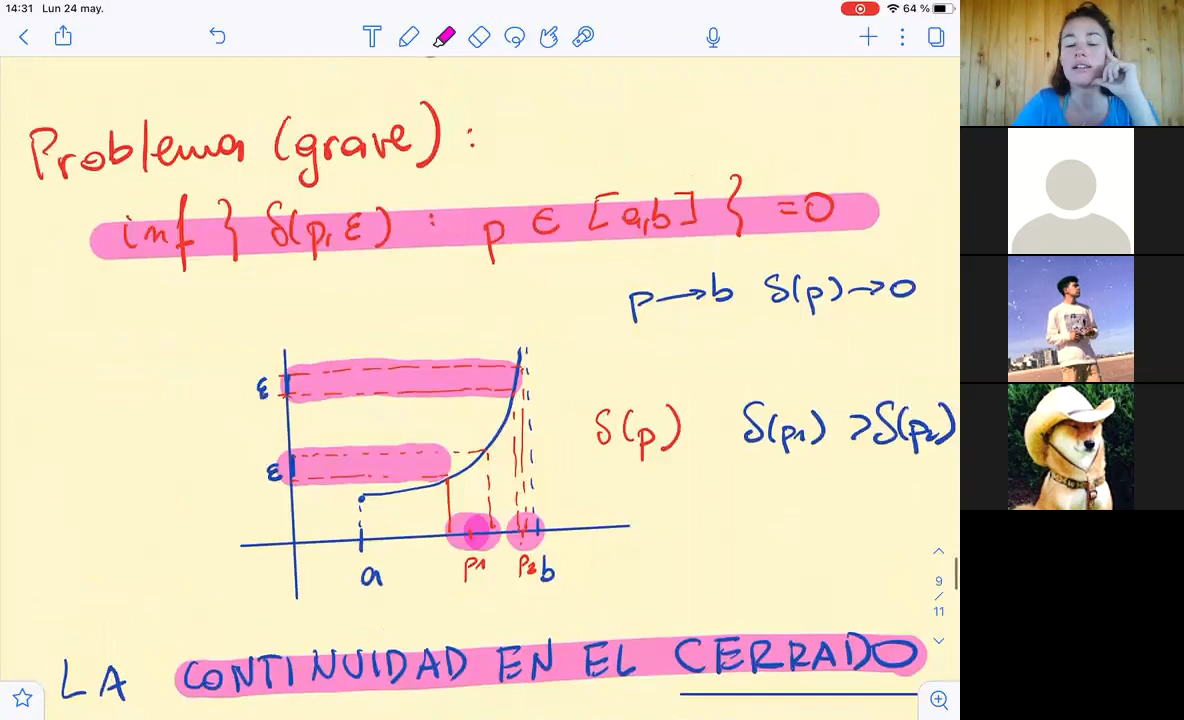 14:31 Lun 24 may.
64 %
Problema (grave) :
inf } δ(p,ε) : p ∈ [a,b] } =0
p→b δ(p)→0
ε
ε
δ(p) δ(p1) > δ(p2)
a p1 p2 b
9
/
11
LA CONTINUIDAD EN EL CERRADO